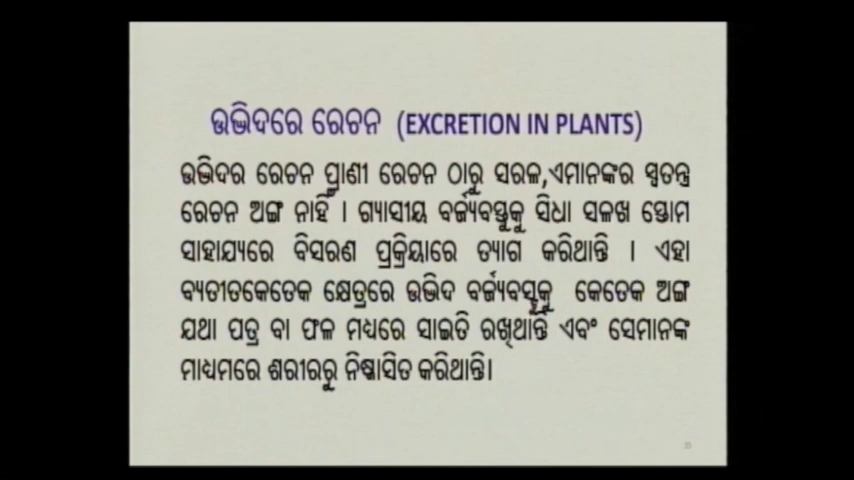 ଉଦ୍ଭିଦରେ ରେଚନ (EXCRETION IN PLANTS)
ଉଦ୍ଭିଦର ରେଚନ ପ୍ରାଣୀ ରେଚନ ଠାରୁ ସରଳ,ଏମାନଙ୍କର ସ୍ୱତନ୍ତ୍ର
ରେଚନ ଅଙ୍ଗ ନାହିଁ । ଗ୍ୟାସୀୟ ବର୍ଜ୍ୟବସ୍ତୁକୁ ସିଧା ସଳଖ ସ୍ତୋମ
ସାହାଯ୍ୟରେ ବିସରଣ ପ୍ରକ୍ରିୟାରେ ତ୍ୟାଗ କରିଥାନ୍ତି । ଏହା
ବ୍ୟତୀତକେତେକ କ୍ଷେତ୍ରରେ ଉଦ୍ଭିଦ ବର୍ଜ୍ୟବସ୍ତୁକୁ କେତେକ ଅଙ୍ଗ
ଯଥା ପତ୍ର ବା ଫଳ ମଧ୍ୟରେ ସାଇତି ରଖିଥାନ୍ତି ଏବଂ ସେମାନଙ୍କ
ମାଧ୍ୟମରେ ଶରୀରରୁ ନିଷ୍କାସିତ କରିଥାନ୍ତି।